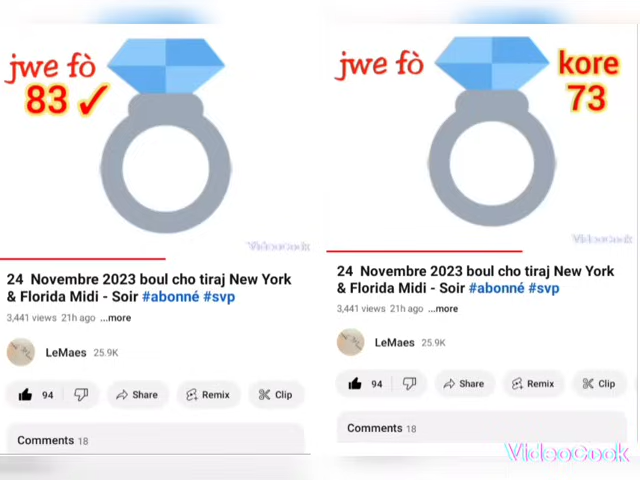 jwe fò
83 ✓
VideoCook
24 Novembre 2023 boul cho tiraj New York
& Florida Midi - Soir #abonné #svp
3,441 views 21h ago ...more
LeMaes 25.9K
94 Share Remix Clip
Comments 18
jwe fò
kore
73
VideoCook
24 Novembre 2023 boul cho tiraj New York
& Florida Midi - Soir #abonné #svp
3,441 views 21h ago ...more
LeMaes 25.9K
94 Share Remix Clip
Comments 18
VideoCook